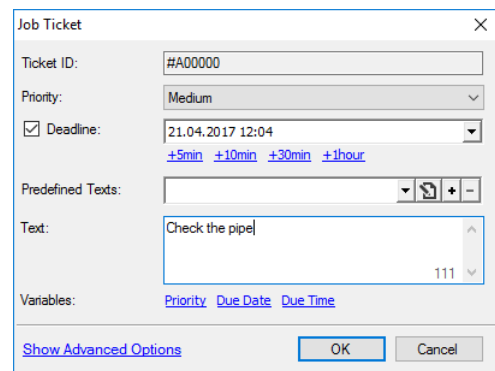 Job Ticket
Ticket ID: #A00000
Priority: Medium
Deadline: 21.04.2017 12:04
+5min +10min +30min +1hour
Predefined Texts:
Text: Check the pipe
111
Variables: Priority Due Date Due Time
Show Advanced Options OK Cancel